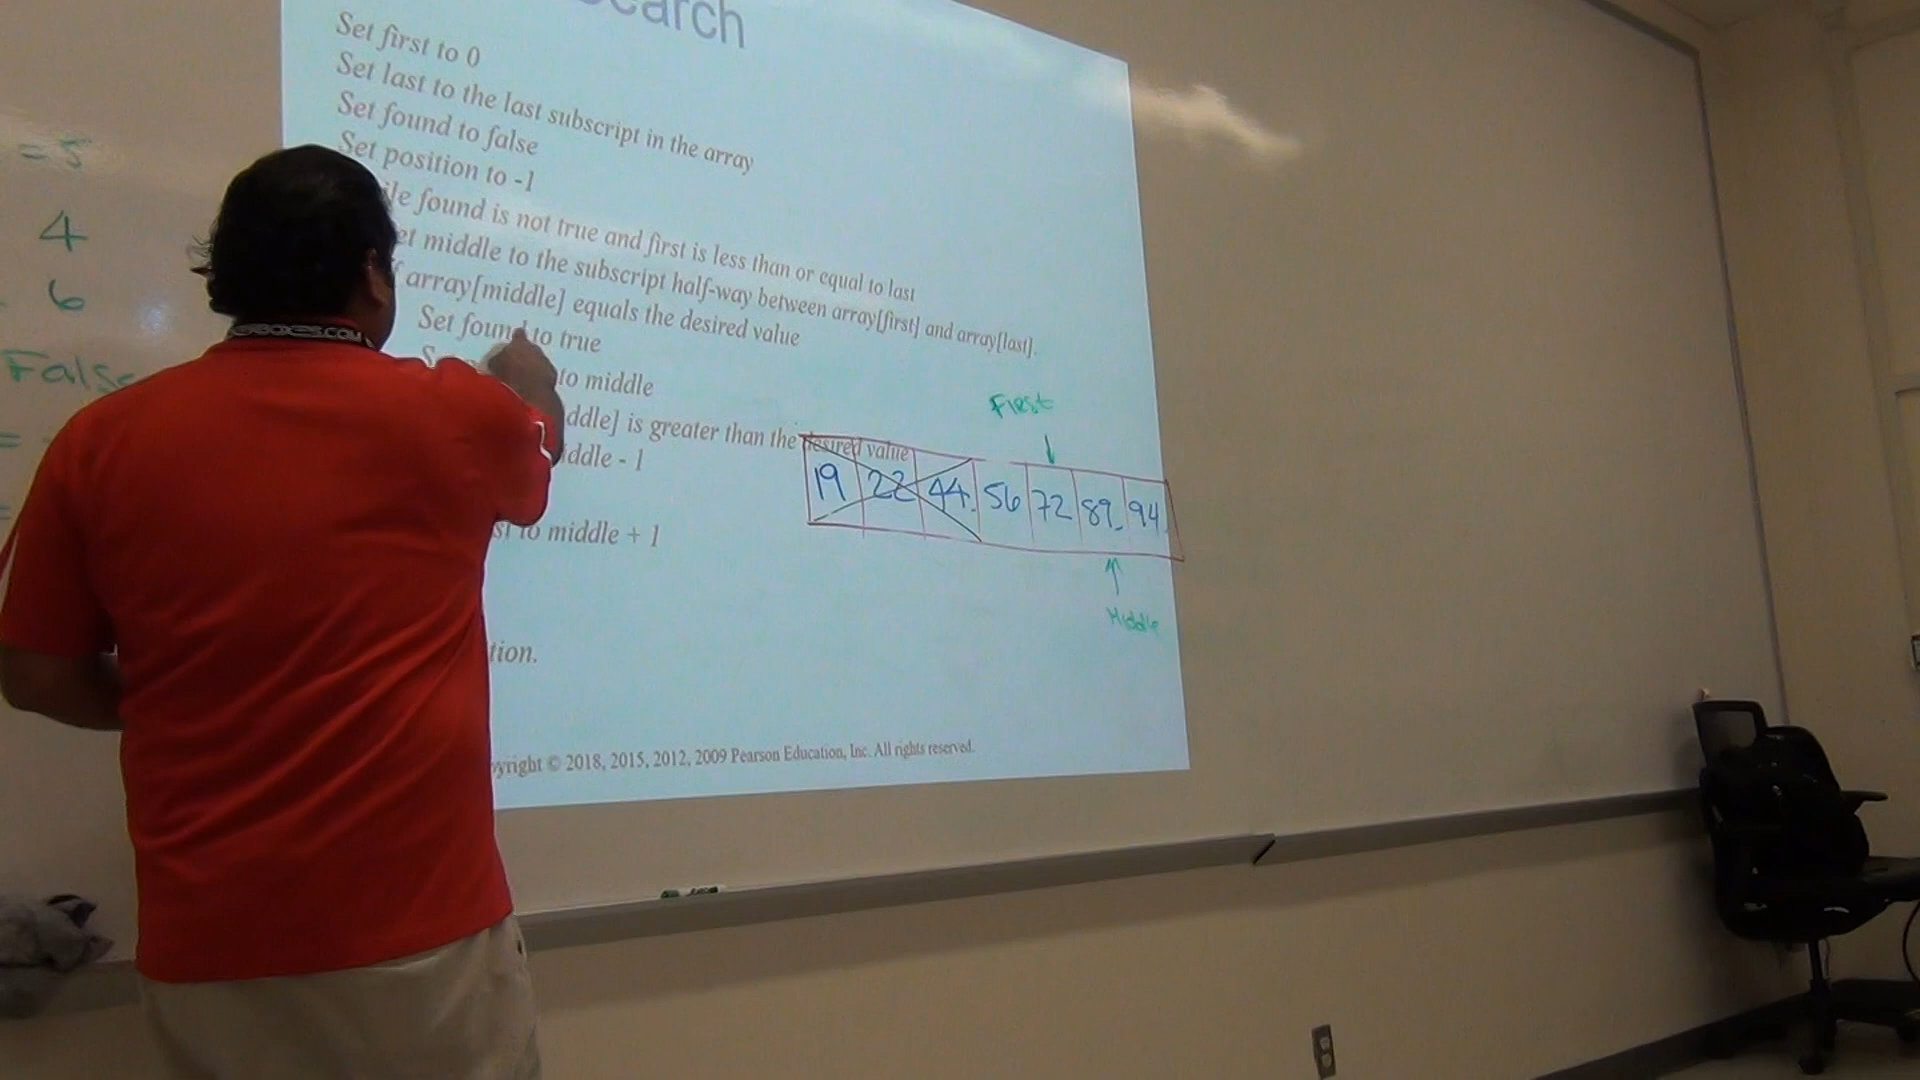 earch
Set first to 0
Set last to the last subscript in the array
Set found to false
Set position to -1
ile found is not true and first is less than or equal to last
et middle to the subscript half-way between array[first] and array[last].
f array[middle] equals the desired value
Set found to true
to middle
ddle] is greater than the desired value
iddle - 1
st to middle + 1
tion.
yright © 2018, 2015, 2012, 2009 Pearson Education, Inc. All rights reserved.
= 5
4
6
False
=
First
19 22 44 56 72 89 94
Middle